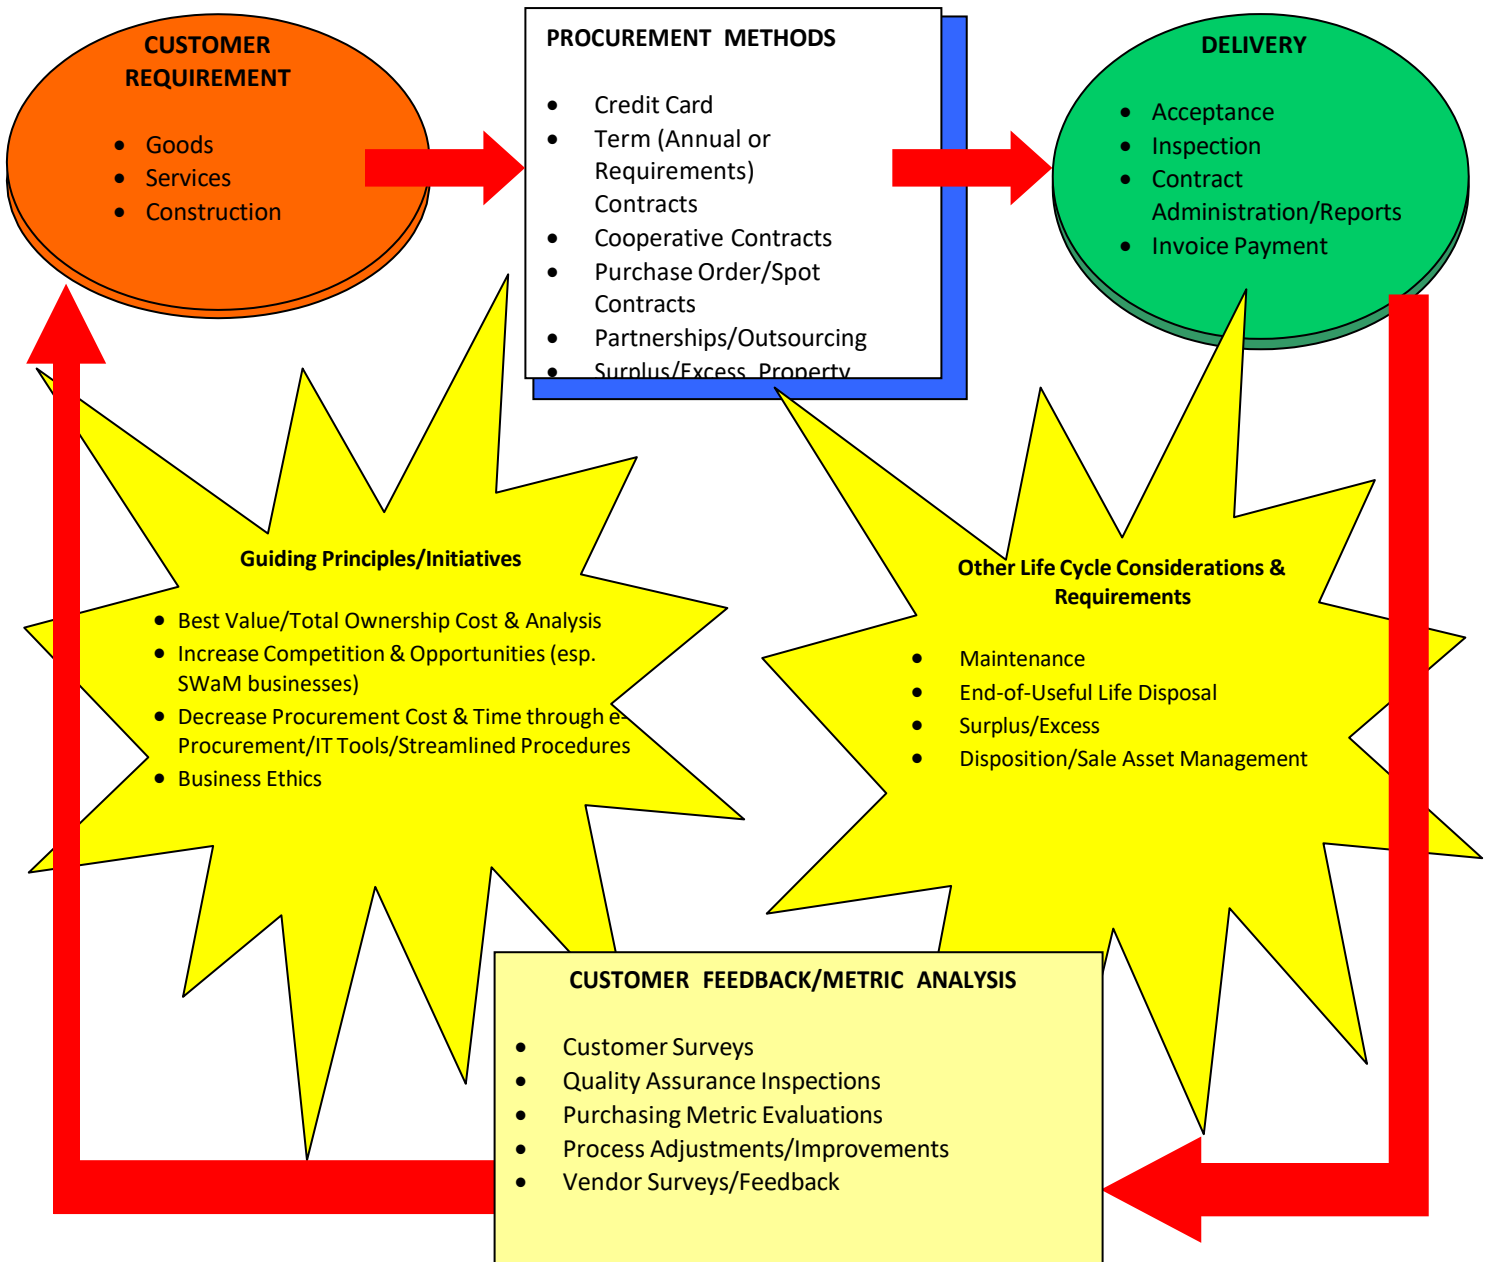 CUSTOMER
REQUIREMENT
• Goods
• Services
• Construction
PROCUREMENT METHODS
• Credit Card
• Term (Annual or
Requirements)
Contracts
• Cooperative Contracts
• Purchase Order/Spot
Contracts
• Partnerships/Outsourcing
• Surplus/Excess Property
DELIVERY
• Acceptance
• Inspection
• Contract
Administration/Reports
• Invoice Payment
Guiding Principles/Initiatives
• Best Value/Total Ownership Cost & Analysis
• Increase Competition & Opportunities (esp.
SWaM businesses)
• Decrease Procurement Cost & Time through e-
Procurement/IT Tools/Streamlined Procedures
• Business Ethics
Other Life Cycle Considerations &
Requirements
• Maintenance
• End-of-Useful Life Disposal
• Surplus/Excess
• Disposition/Sale Asset Management
CUSTOMER FEEDBACK/METRIC ANALYSIS
• Customer Surveys
• Quality Assurance Inspections
• Purchasing Metric Evaluations
• Process Adjustments/Improvements
• Vendor Surveys/Feedback